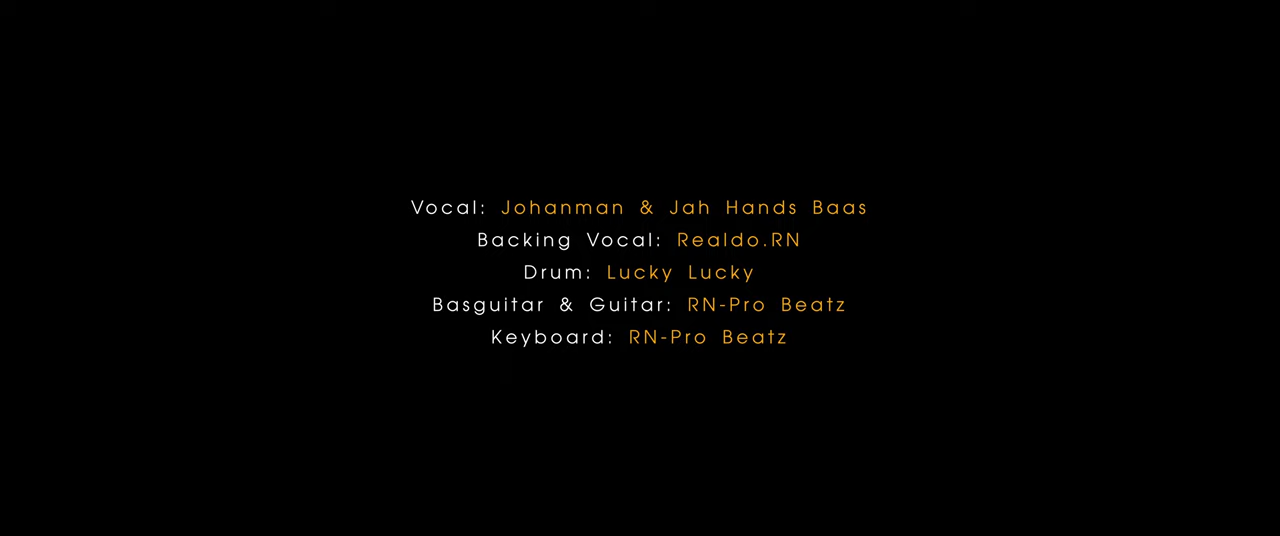 Vocal: Johanman & Jah Hands Baas
Backing Vocal: Realdo.RN
Drum: Lucky Lucky
Basguitar & Guitar: RN-Pro Beatz
Keyboard: RN-Pro Beatz